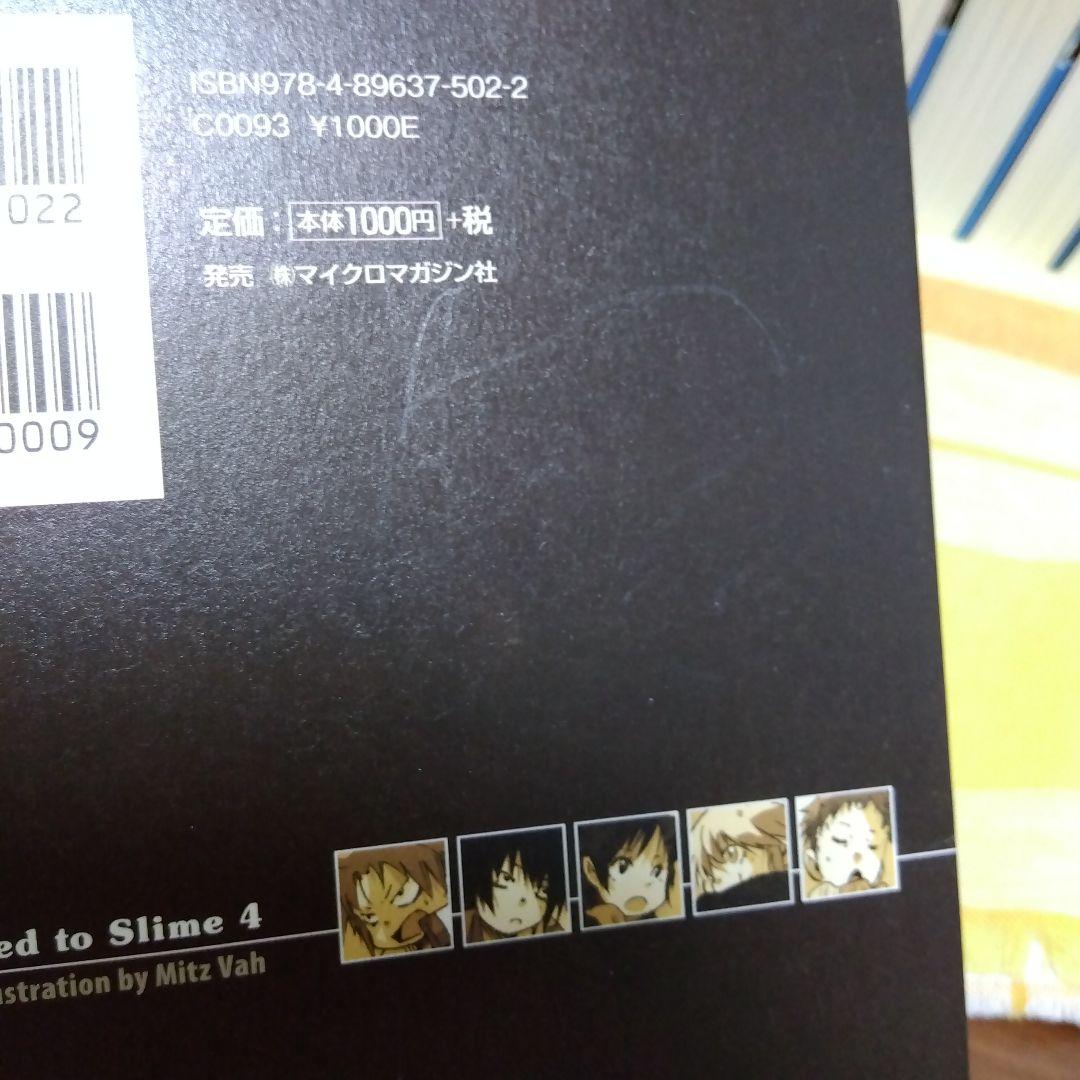 ISBN978-4-89637-502-2
C0093 ¥1000E
022
定価:本体1000円+税
発売 ㈱マイクロマガジン社
0009
ed to Slime 4
ustration by Mitz Vah